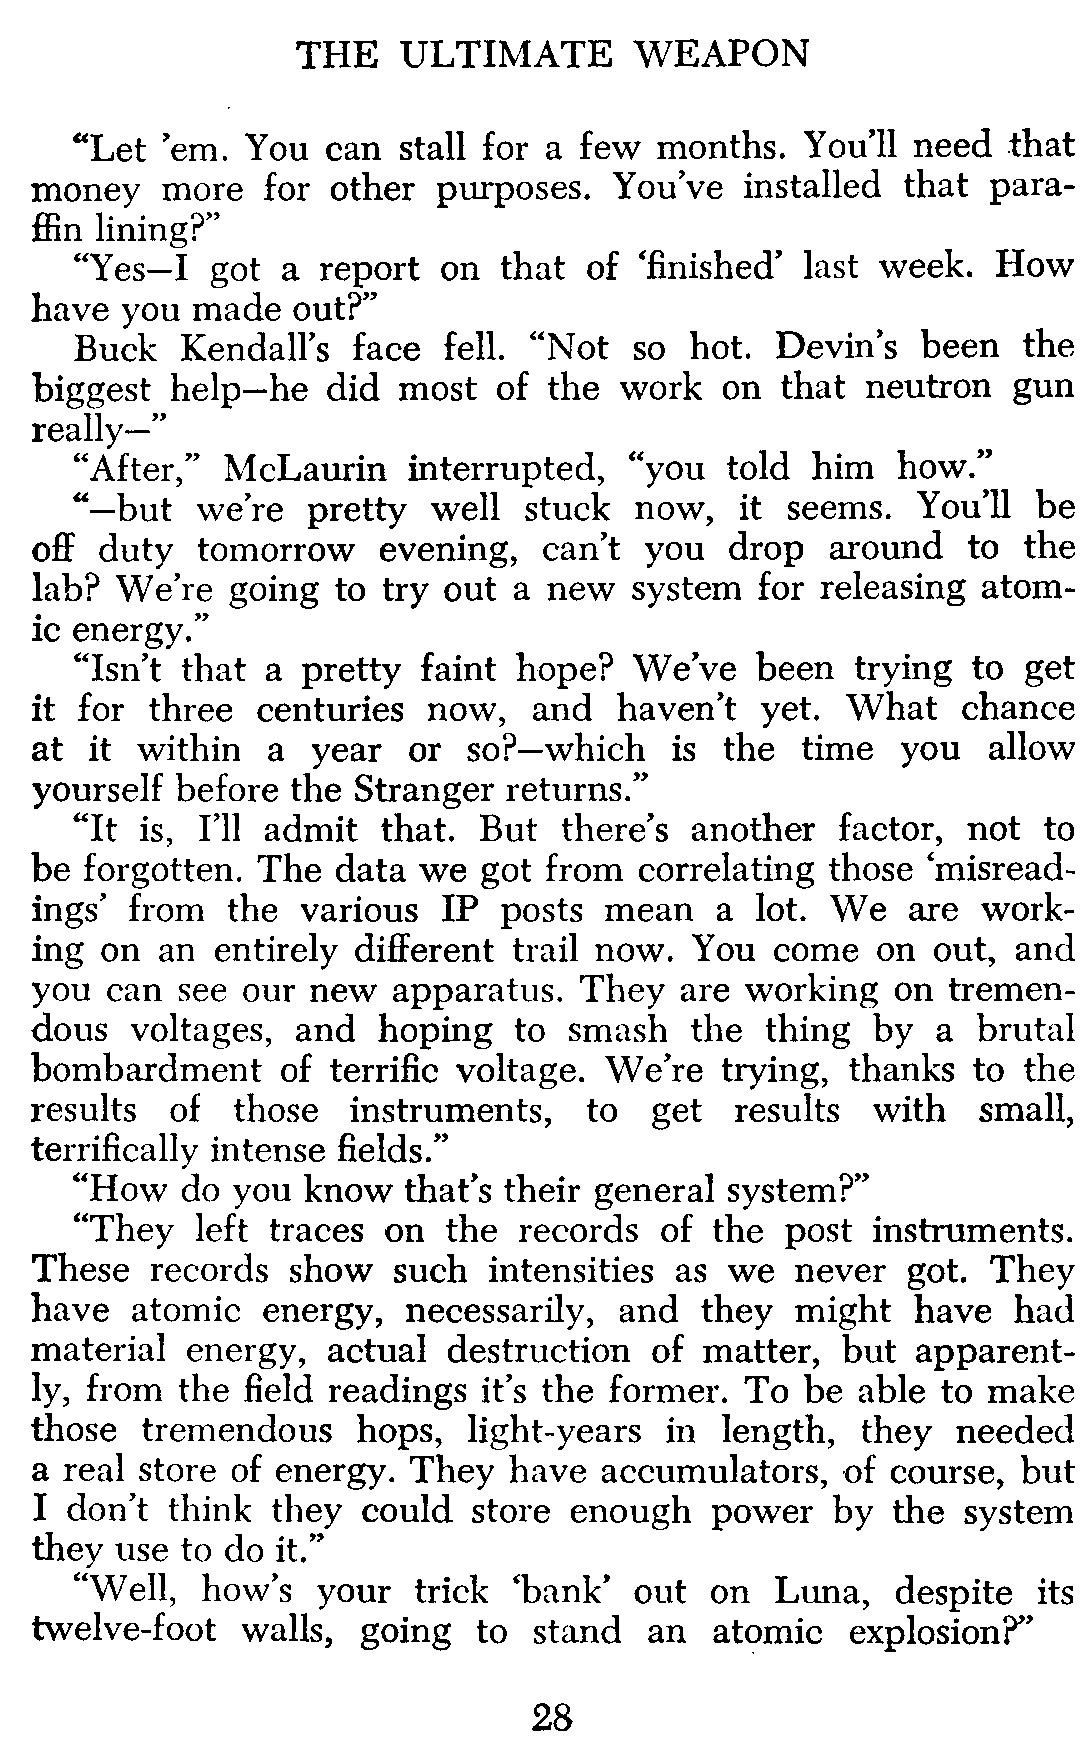 THE ULTIMATE WEAPON
“Let ’em. You can stall for a few months. You’ll need that
money more for other purposes. You’ve installed that para-
ffin lining?”
“Yes—I got a report on that of ‘finished’ last week. How
have you made out?”
Buck Kendall’s face fell. “Not so hot. Devin’s been the
biggest help—he did most of the work on that neutron gun
really—”
“After,” McLaurin interrupted, “you told him how.”
“—but we’re pretty well stuck now, it seems. You’ll be
off duty tomorrow evening, can’t you drop around to the
lab? We’re going to try out a new system for releasing atom-
ic energy.”
“Isn’t that a pretty faint hope? We’ve been trying to get
it for three centuries now, and haven’t yet. What chance
at it within a year or so?—which is the time you allow
yourself before the Stranger returns.”
“It is, I’ll admit that. But there’s another factor, not to
be forgotten. The data we got from correlating those ‘misread-
ings’ from the various IP posts mean a lot. We are work-
ing on an entirely different trail now. You come on out, and
you can see our new apparatus. They are working on tremen-
dous voltages, and hoping to smash the thing by a brutal
bombardment of terrific voltage. We’re trying, thanks to the
results of those instruments, to get results with small,
terrifically intense fields.”
“How do you know that’s their general system?”
“They left traces on the records of the post instruments.
These records show such intensities as we never got. They
have atomic energy, necessarily, and they might have had
material energy, actual destruction of matter, but apparent-
ly, from the field readings it’s the former. To be able to make
those tremendous hops, light-years in length, they needed
a real store of energy. They have accumulators, of course, but
I don’t think they could store enough power by the system
they use to do it.”
“Well, how’s your trick ‘bank’ out on Luna, despite its
twelve-foot walls, going to stand an atomic explosion?”
28